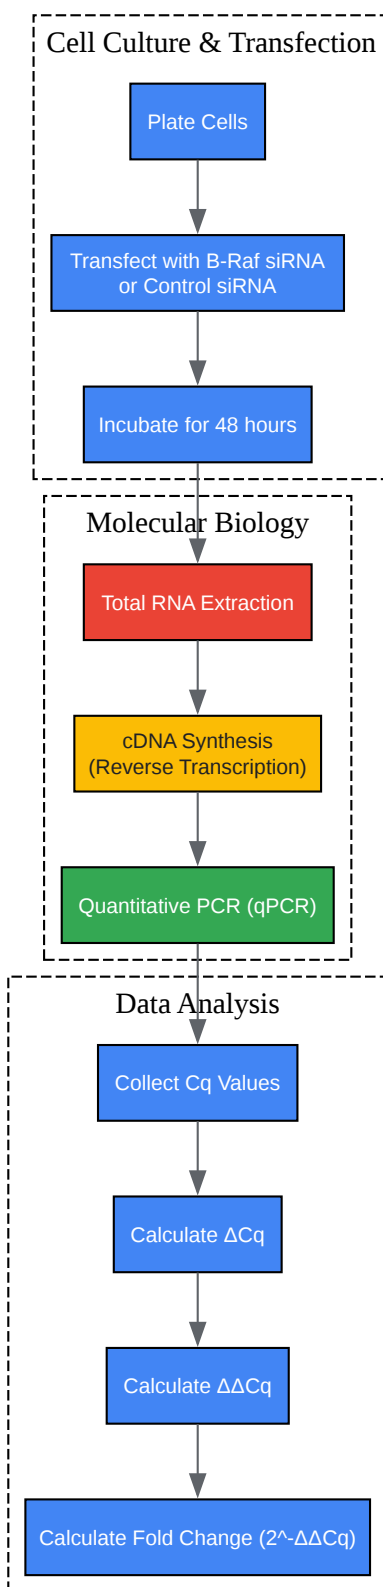 Cell Culture & Transfection
Plate Cells
Transfect with B-Raf siRNA
or Control siRNA
Incubate for 48 hours
Molecular Biology
Total RNA Extraction
cDNA Synthesis
(Reverse Transcription)
Quantitative PCR (qPCR)
Data Analysis
Collect Cq Values
Calculate ΔCq
Calculate ΔΔCq
Calculate Fold Change (2^-ΔΔCq)